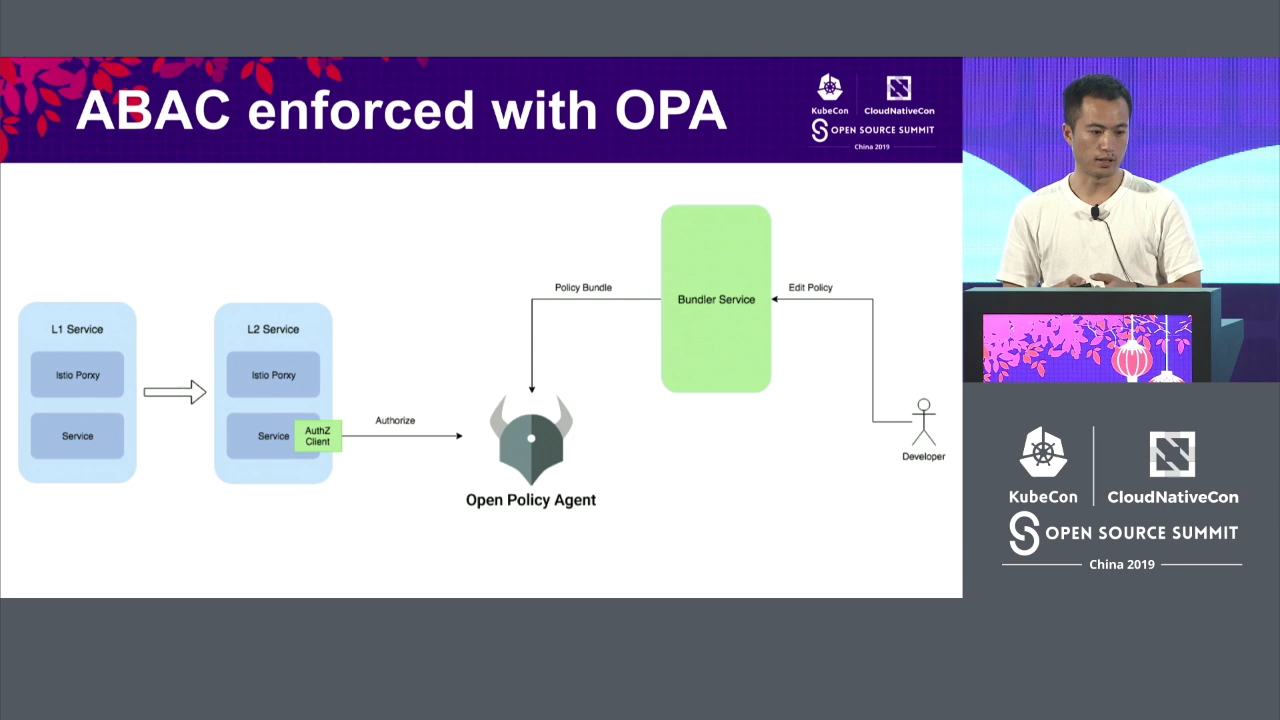 ABAC enforced with OPA
KubeCon
CloudNativeCon
OPEN SOURCE SUMMIT
China 2019
L1 Service
Istio Porxy
Service
L2 Service
Istio Porxy
Service
AuthZ
Client
Authorize
Policy Bundle
Bundler Service
Edit Policy
Developer
Open Policy Agent
KubeCon
CloudNativeCon
OPEN SOURCE SUMMIT
China 2019